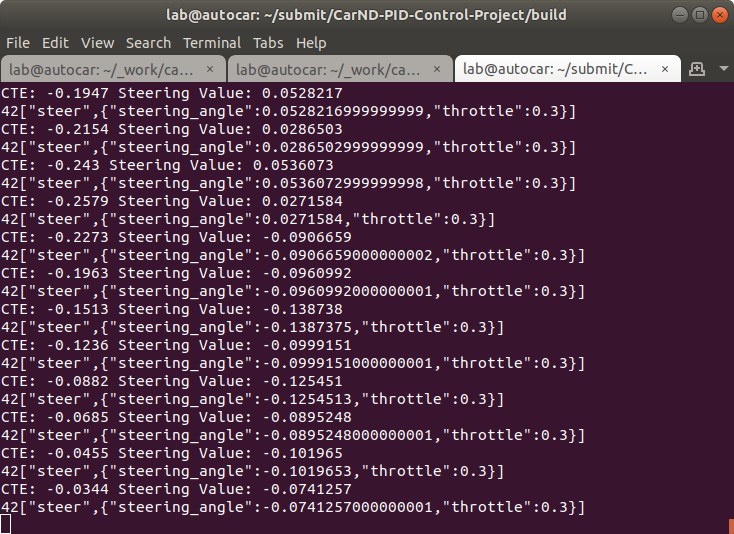 lab@autocar: ~/submit/CarND-PID-Control-Project/build
File Edit View Search Terminal Tabs Help
lab@autocar: ~/_work/ca... × lab@autocar: ~/_work/ca... × lab@autocar: ~/submit/C... ×
CTE: -0.1947 Steering Value: 0.0528217
42["steer",{"steering_angle":0.0528216999999999,"throttle":0.3}]
CTE: -0.2154 Steering Value: 0.0286503
42["steer",{"steering_angle":0.0286502999999999,"throttle":0.3}]
CTE: -0.243 Steering Value: 0.0536073
42["steer",{"steering_angle":0.0536072999999998,"throttle":0.3}]
CTE: -0.2579 Steering Value: 0.0271584
42["steer",{"steering_angle":0.0271584,"throttle":0.3}]
CTE: -0.2273 Steering Value: -0.0906659
42["steer",{"steering_angle":-0.0906659000000002,"throttle":0.3}]
CTE: -0.1963 Steering Value: -0.0960992
42["steer",{"steering_angle":-0.0960992000000001,"throttle":0.3}]
CTE: -0.1513 Steering Value: -0.138738
42["steer",{"steering_angle":-0.1387375,"throttle":0.3}]
CTE: -0.1236 Steering Value: -0.0999151
42["steer",{"steering_angle":-0.0999151000000001,"throttle":0.3}]
CTE: -0.0882 Steering Value: -0.125451
42["steer",{"steering_angle":-0.1254513,"throttle":0.3}]
CTE: -0.0685 Steering Value: -0.0895248
42["steer",{"steering_angle":-0.0895248000000001,"throttle":0.3}]
CTE: -0.0455 Steering Value: -0.101965
42["steer",{"steering_angle":-0.1019653,"throttle":0.3}]
CTE: -0.0344 Steering Value: -0.0741257
42["steer",{"steering_angle":-0.0741257000000001,"throttle":0.3}]